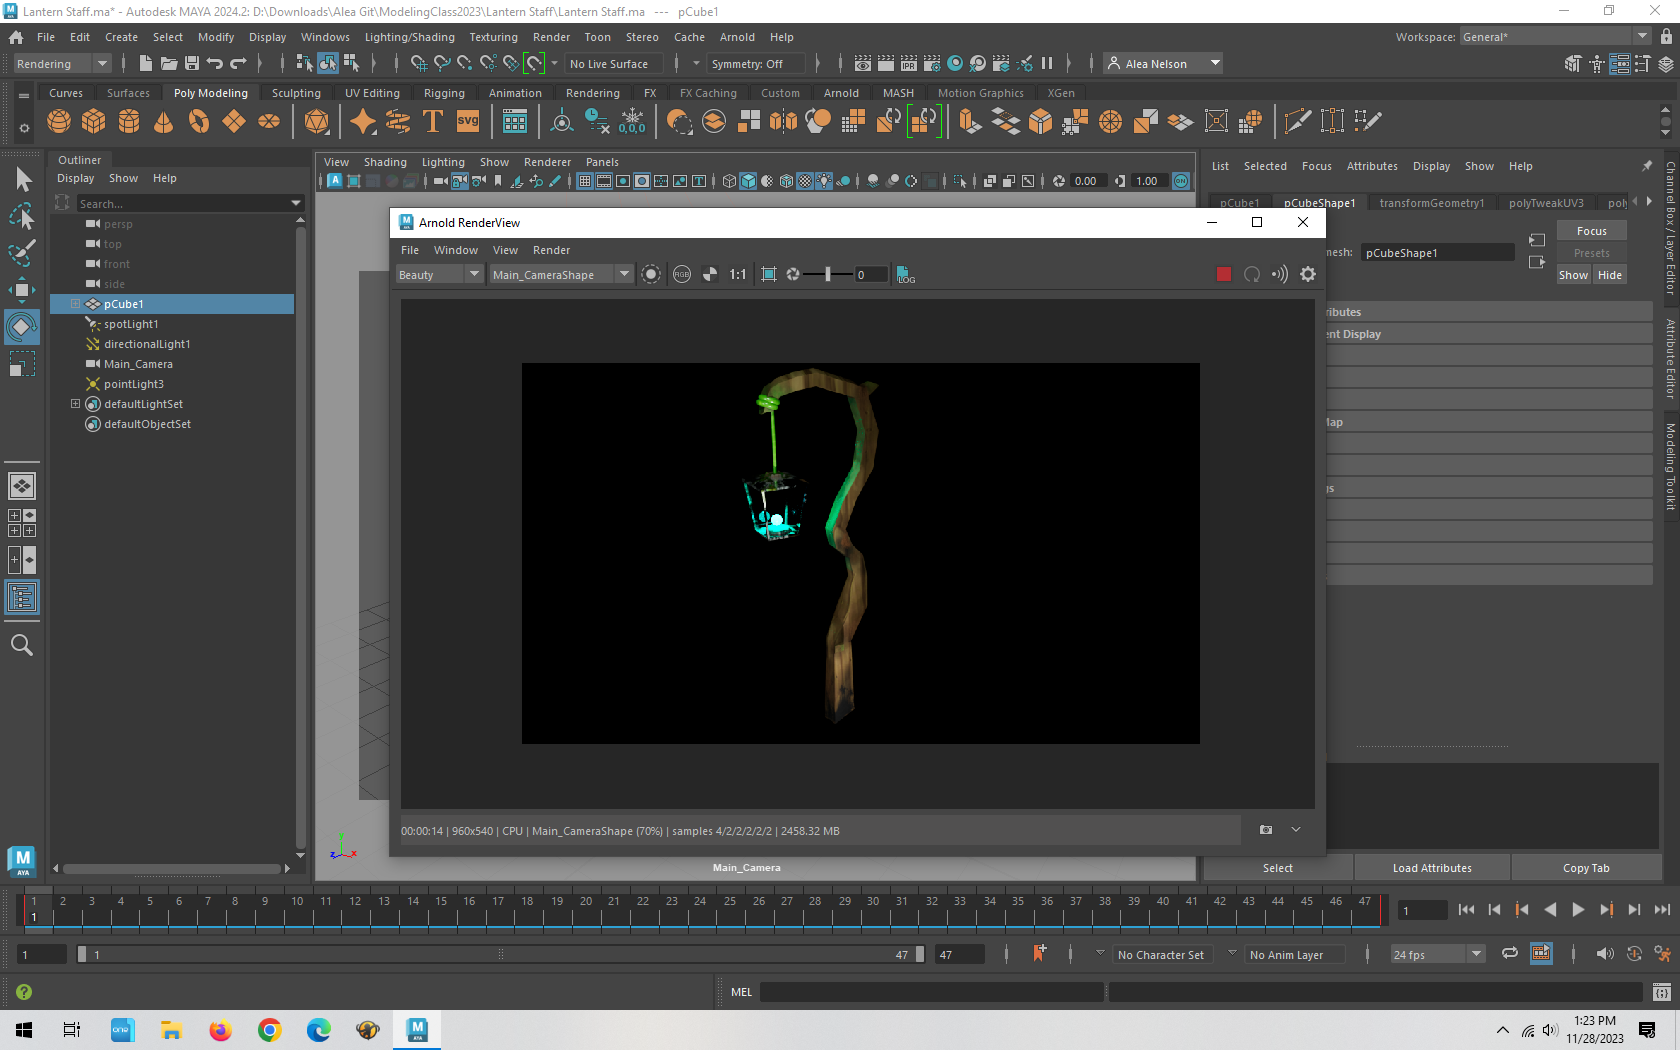 Lantern Staff.ma* - Autodesk MAYA 2024.2: D:\Downloads\Alea Git\ModelingClass2023\Lantern Staff\Lantern Staff.ma --- pCube1
File Edit Create Select Modify Display Windows Lighting/Shading Texturing Render Toon Stereo Cache Arnold Help Workspace: General*
Rendering No Live Surface Symmetry: Off Alea Nelson
Curves Surfaces Poly Modeling Sculpting UV Editing Rigging Animation Rendering FX FX Caching Custom Arnold MASH Motion Graphics XGen
Outliner
Display Show Help
Search...
persp
top
front
side
pCube1
spotLight1
directionalLight1
Main_Camera
pointLight3
defaultLightSet
defaultObjectSet
View Shading Lighting Show Renderer Panels
0.00 1.00
Arnold RenderView
File Window View Render
Beauty Main_CameraShape RGB 1:1 0 LOG
00:00:14 | 960x540 | CPU | Main_CameraShape (70%) | samples 4/2/2/2/2/2 | 2458.32 MB
Main_Camera
List Selected Focus Attributes Display Show Help
pCube1 pCubeShape1 transformGeometry1 polyTweakUV3 poly
mesh: pCubeShape1
Focus
Presets
Show Hide
ributes
ent Display
Map
gs
Select Load Attributes Copy Tab
Channel Box / Layer Editor
Attribute Editor
Modeling Toolkit
1 2 3 4 5 6 7 8 9 10 11 12 13 14 15 16 17 18 19 20 21 22 23 24 25 26 27 28 29 30 31 32 33 34 35 36 37 38 39 40 41 42 43 44 45 46 47 1
1
1 1 47 47 No Character Set No Anim Layer 24 fps
MEL
1:23 PM
11/28/2023